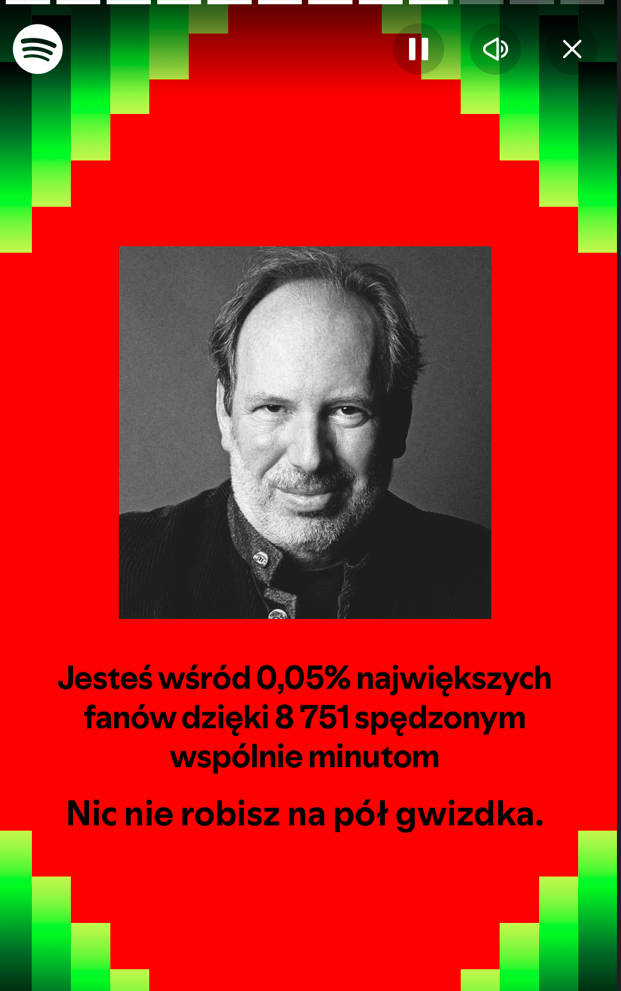 Jesteś wśród 0,05% największych
fanów dzięki 8 751 spędzonym
wspólnie minutom
Nic nie robisz na pół gwizdka.